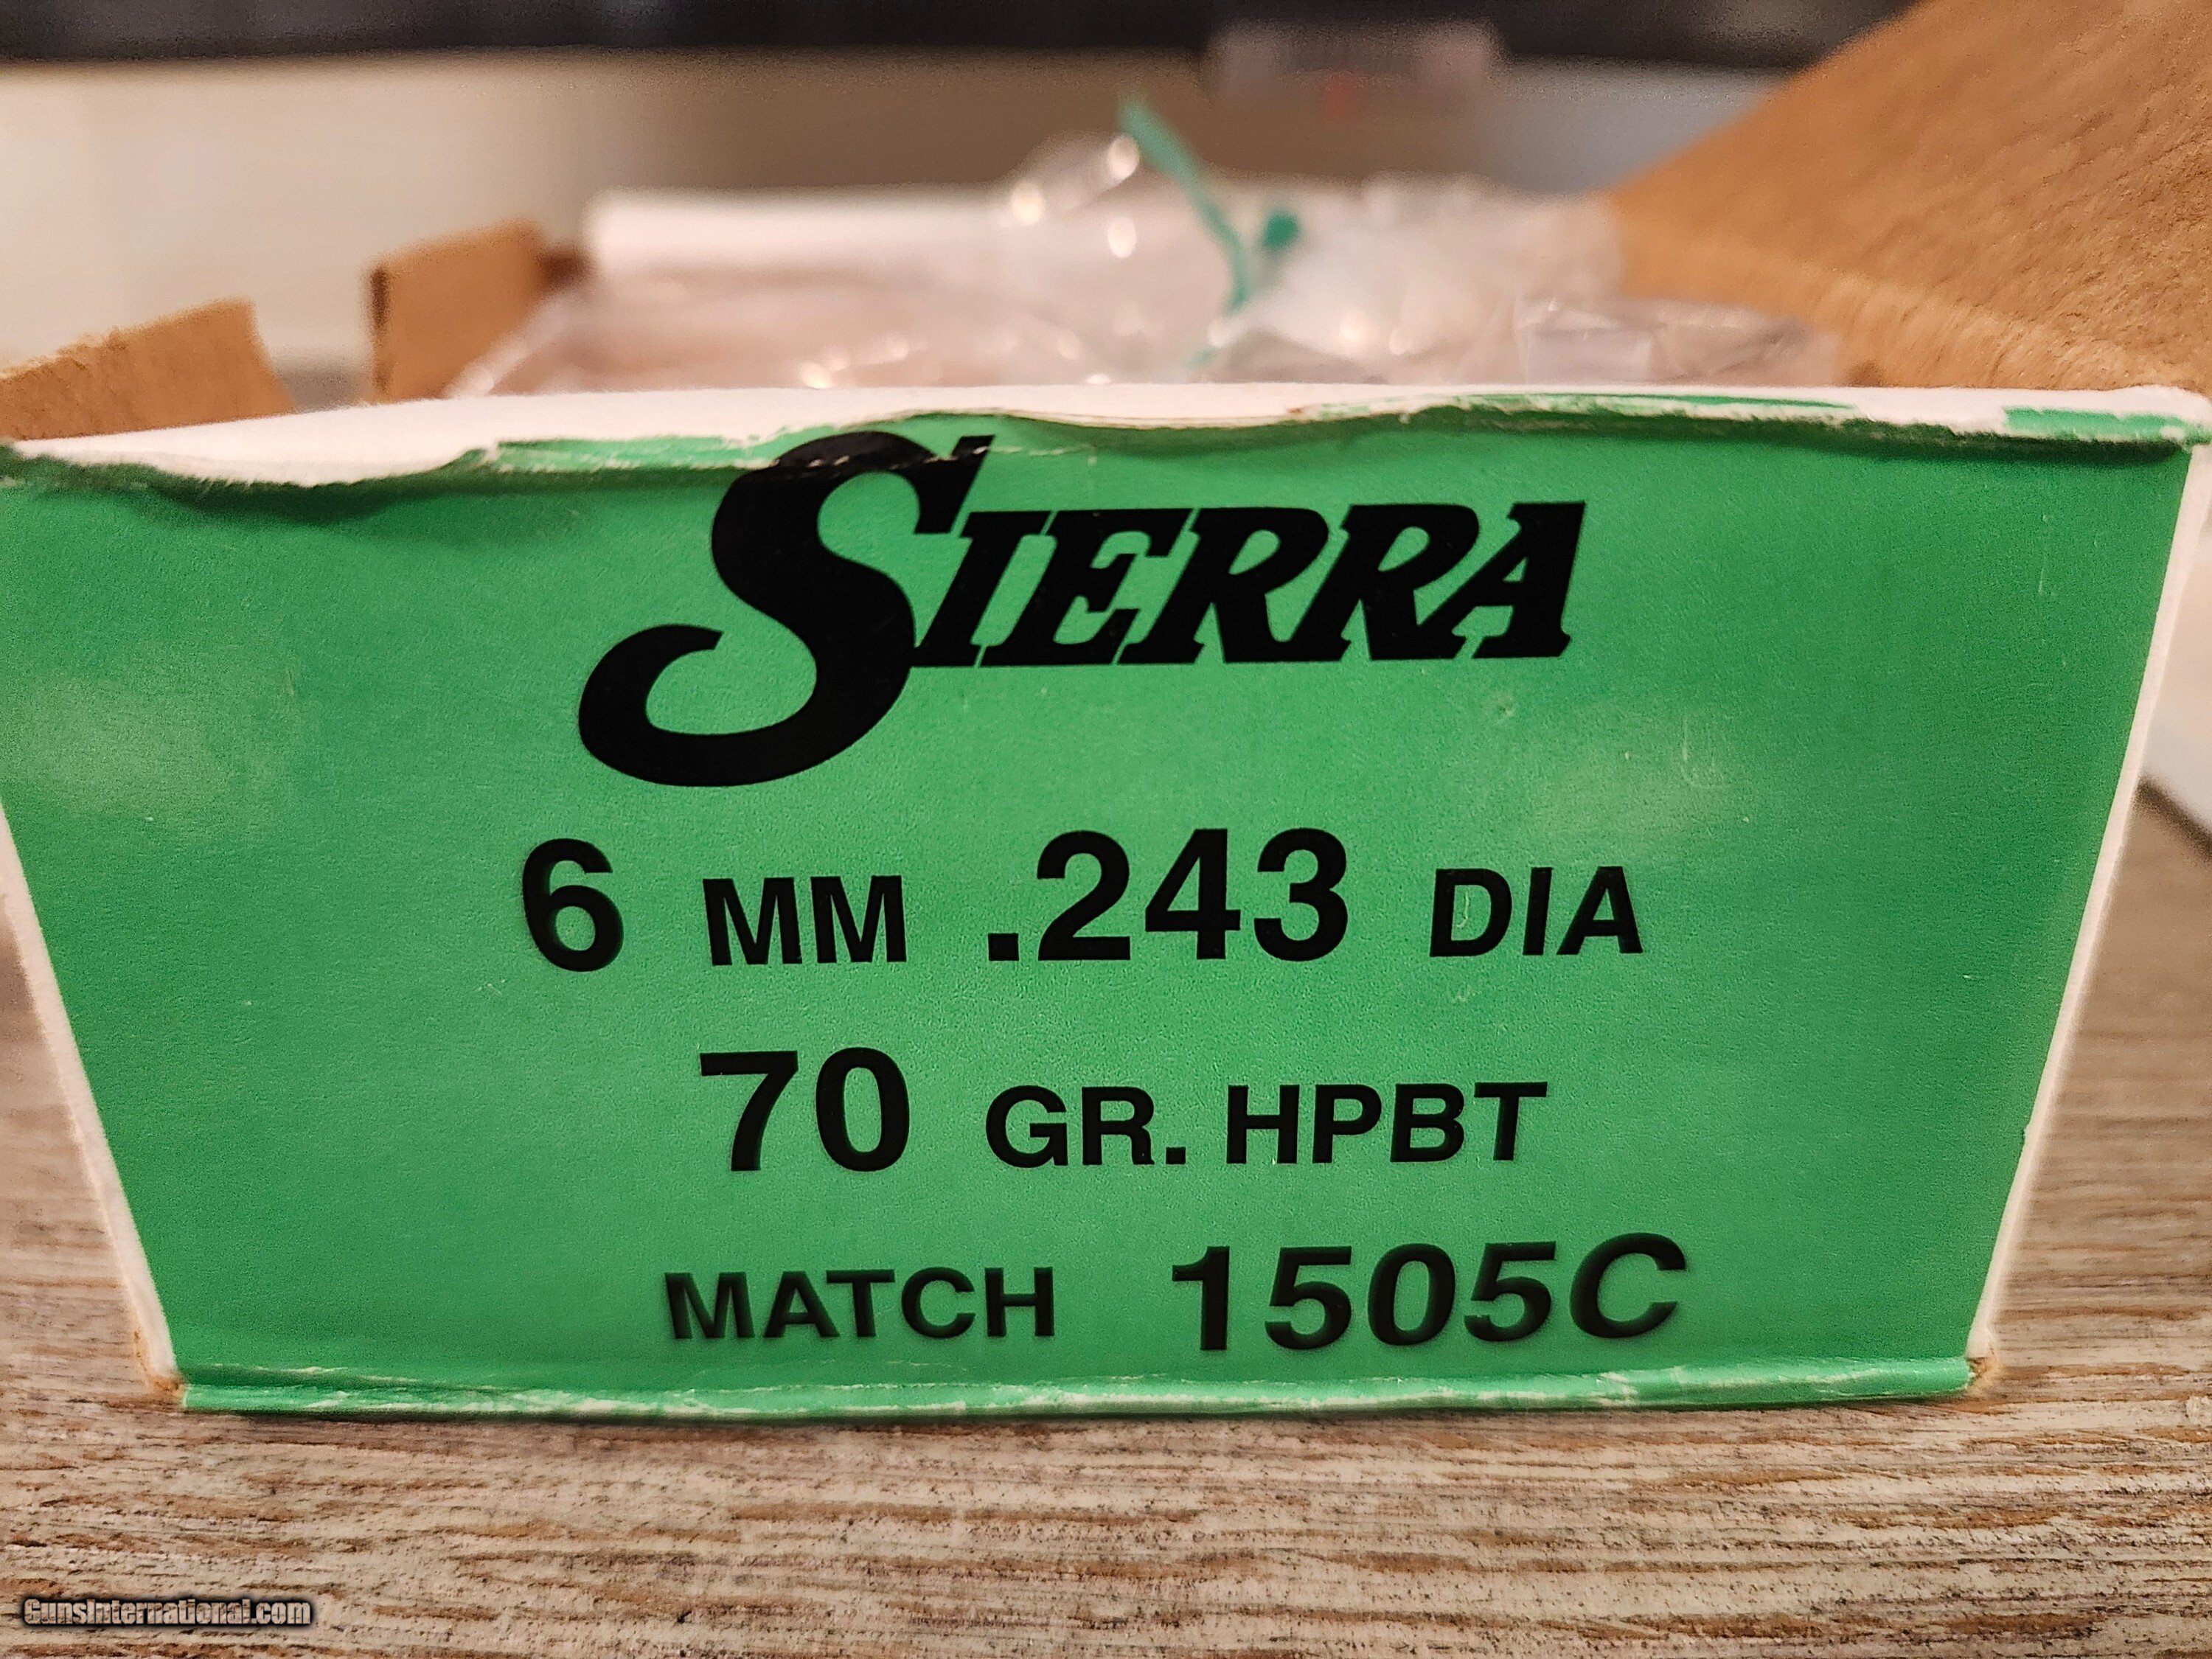 SIERRA
6 MM .243 DIA
70 GR. HPBT
MATCH 1505C
GunsInternational.com